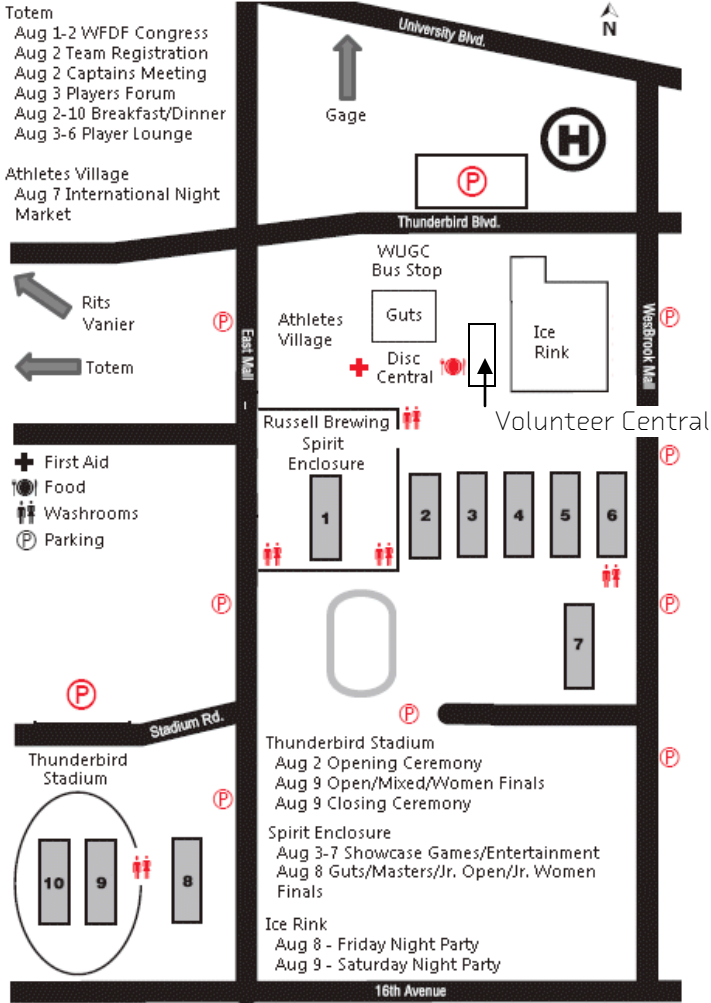 Totem
Aug 1-2 WFDF Congress
Aug 2 Team Registration
Aug 2 Captains Meeting
Aug 3 Players Forum
Aug 2-10 Breakfast/Dinner
Aug 3-6 Player Lounge
Athletes Village
Aug 7 International Night
Market
University Blvd.
N
Gage
H
P
Thunderbird Blvd.
WUGC
Bus Stop
Rits
Vanier
Totem
P
East Mall
Athletes
Village
Guts
Disc
Central
Ice
Rink
WesBrook Mall
P
Volunteer Central
Russell Brewing
Spirit
Enclosure
First Aid
Food
Washrooms
P Parking
P
1
2
3
4
5
6
7
P
P
P
P
Stadium Rd.
P
P
Thunderbird
Stadium
P
10
9
8
Thunderbird Stadium
Aug 2 Opening Ceremony
Aug 9 Open/Mixed/Women Finals
Aug 9 Closing Ceremony
Spirit Enclosure
Aug 3-7 Showcase Games/Entertainment
Aug 8 Guts/Masters/Jr. Open/Jr. Women
Finals
Ice Rink
Aug 8 - Friday Night Party
Aug 9 - Saturday Night Party
16th Avenue